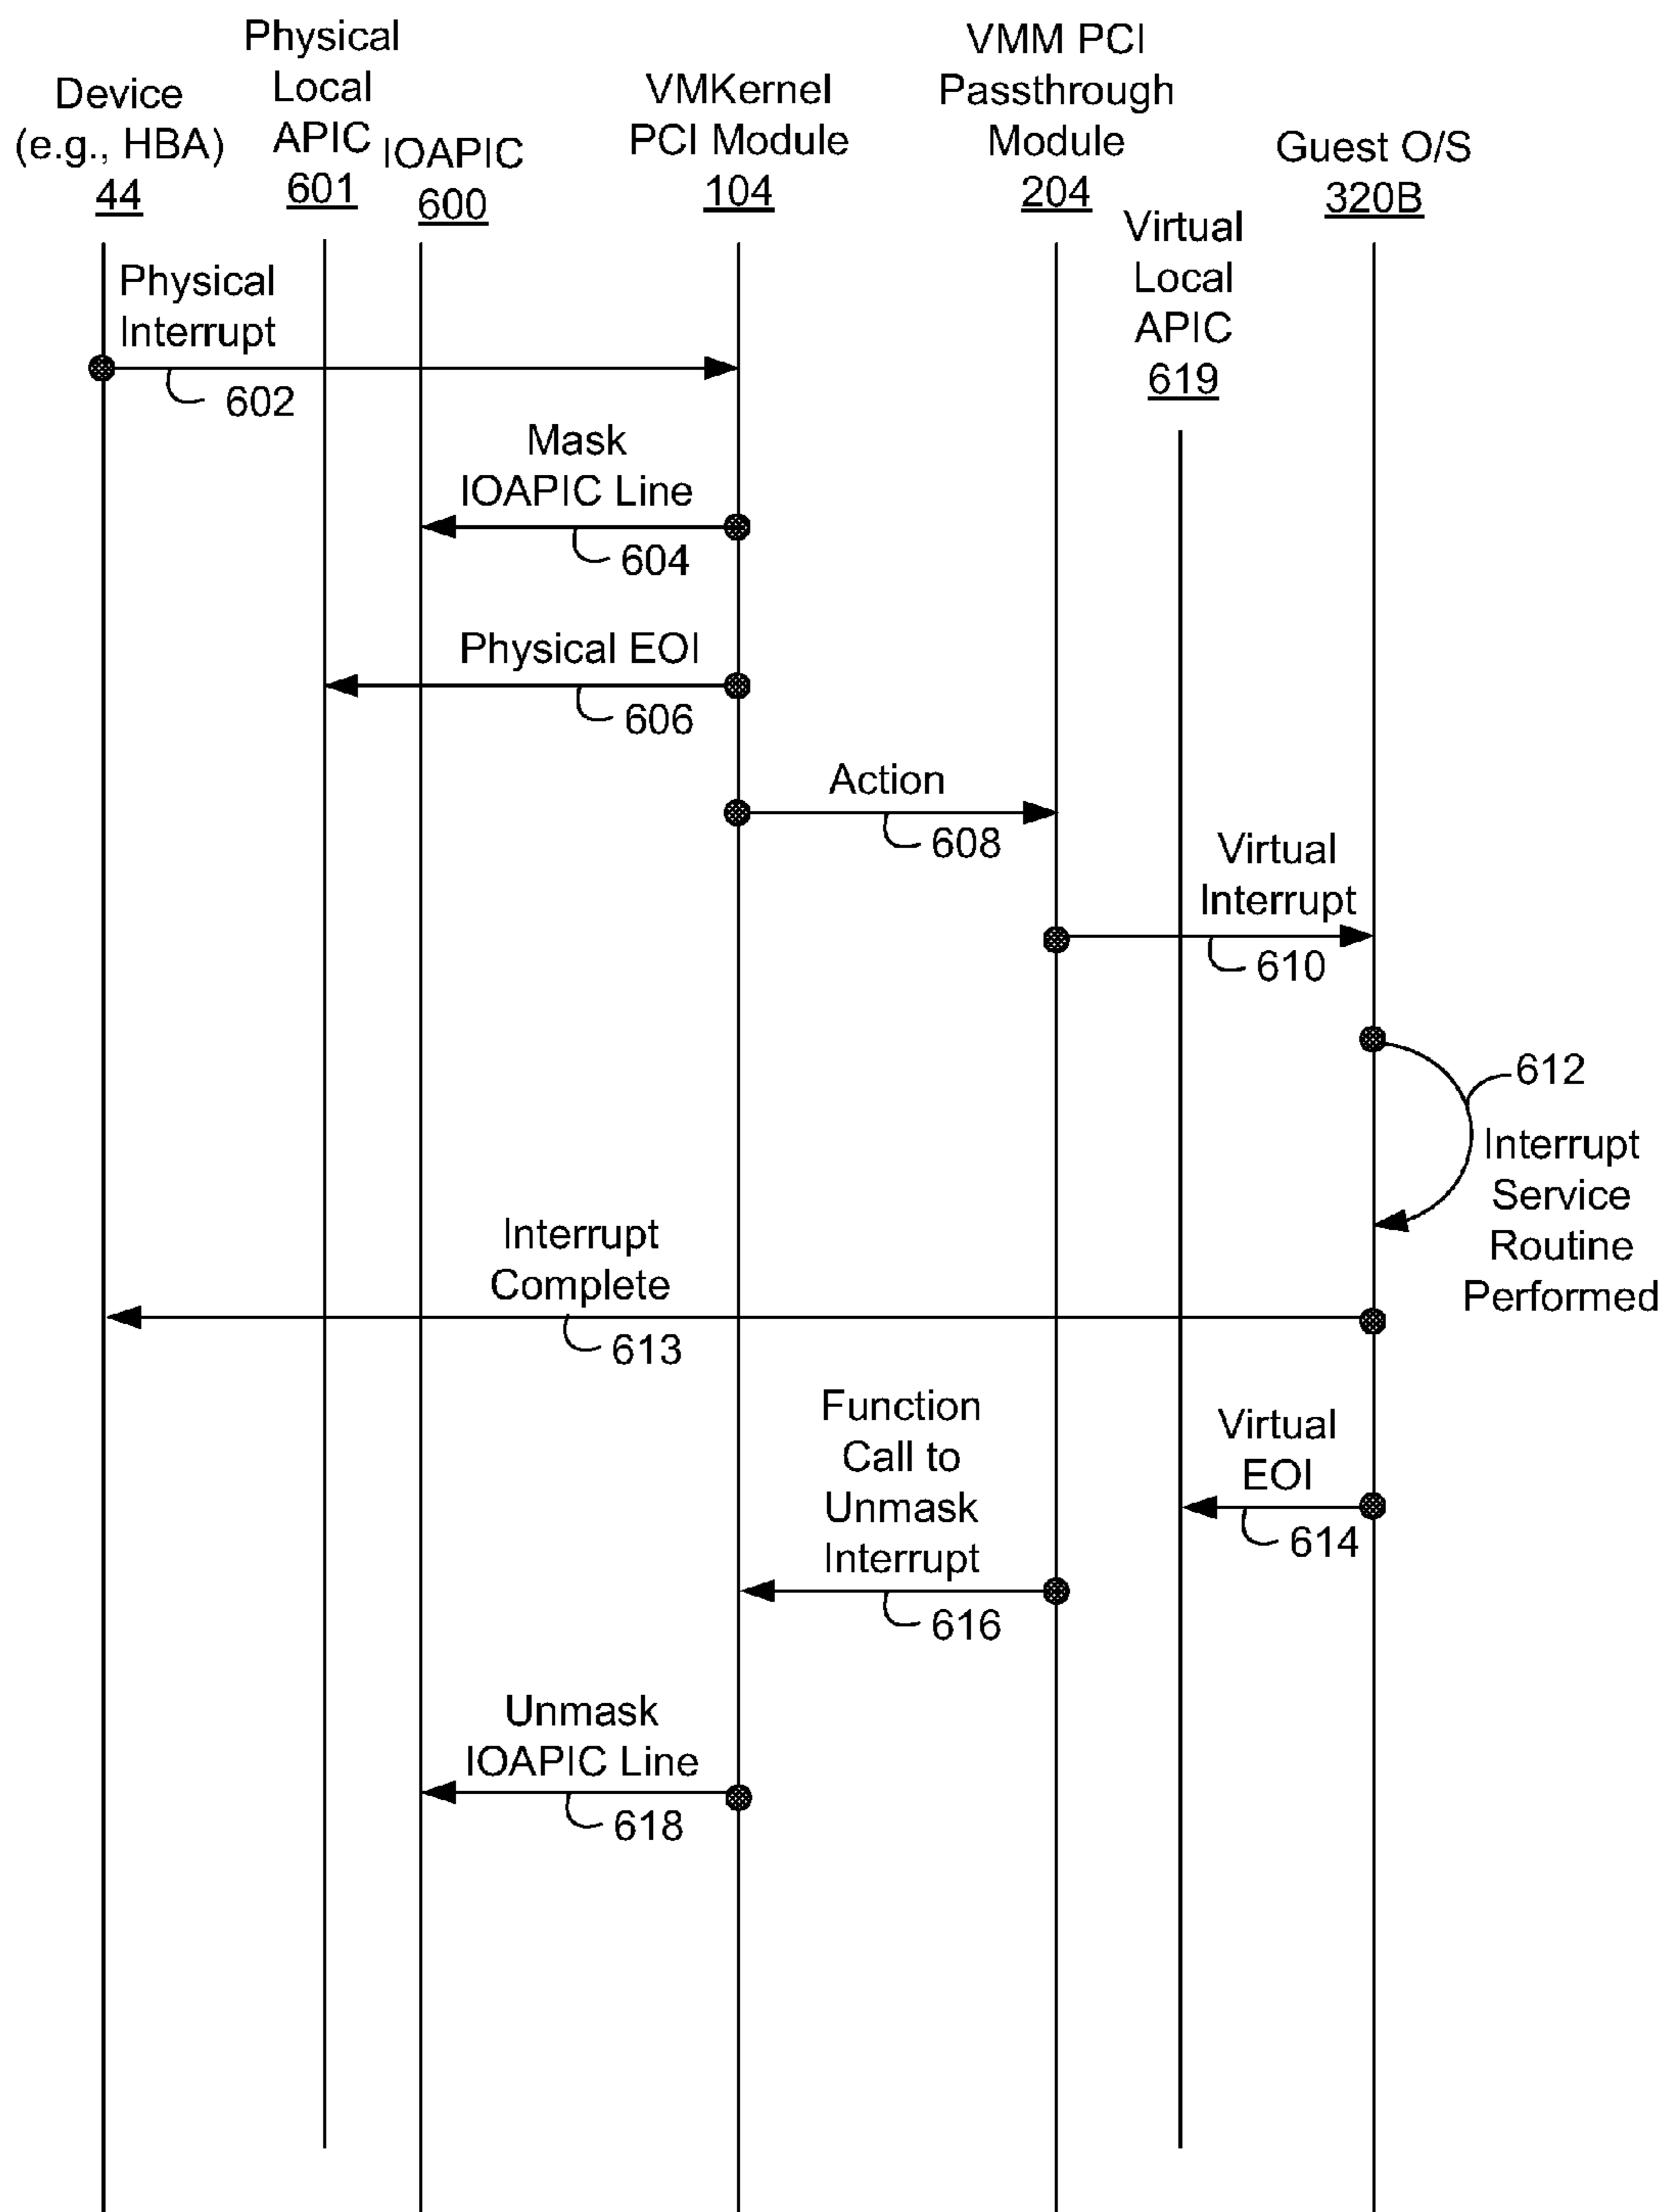 Device
(e.g., HBA)
44
Physical
Local
APIC
601
IOAPIC
600
VMKernel
PCI Module
104
VMM PCI
Passthrough
Module
204
Virtual
Local
APIC
619
Guest O/S
320B
Physical
Interrupt
602
Mask
IOAPIC Line
604
Physical EOI
606
Action
608
Virtual
Interrupt
610
612
Interrupt
Service
Routine
Performed
Interrupt
Complete
613
Virtual
EOI
614
Function
Call to
Unmask
Interrupt
616
Unmask
IOAPIC Line
618